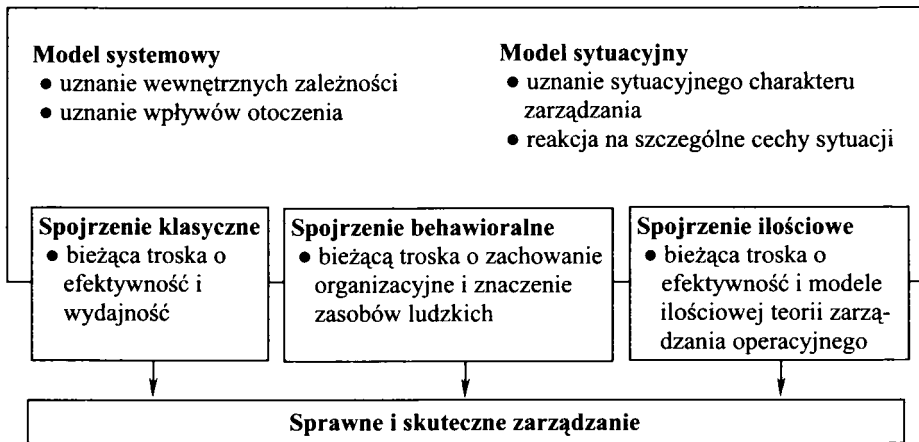 Model systemowy
● uznanie wewnętrznych zależności
● uznanie wpływów otoczenia
Model sytuacyjny
● uznanie sytuacyjnego charakteru
zarządzania
● reakcja na szczególne cechy sytuacji
Spojrzenie klasyczne
● bieżąca troska o
efektywność i
wydajność
Spojrzenie behawioralne
● bieżącą troska o zachowanie
organizacyjne i znaczenie
zasobów ludzkich
Spojrzenie ilościowe
● bieżąca troska o
efektywność i modele
ilościowej teorii zarzą-
dzania operacyjnego
Sprawne i skuteczne zarządzanie